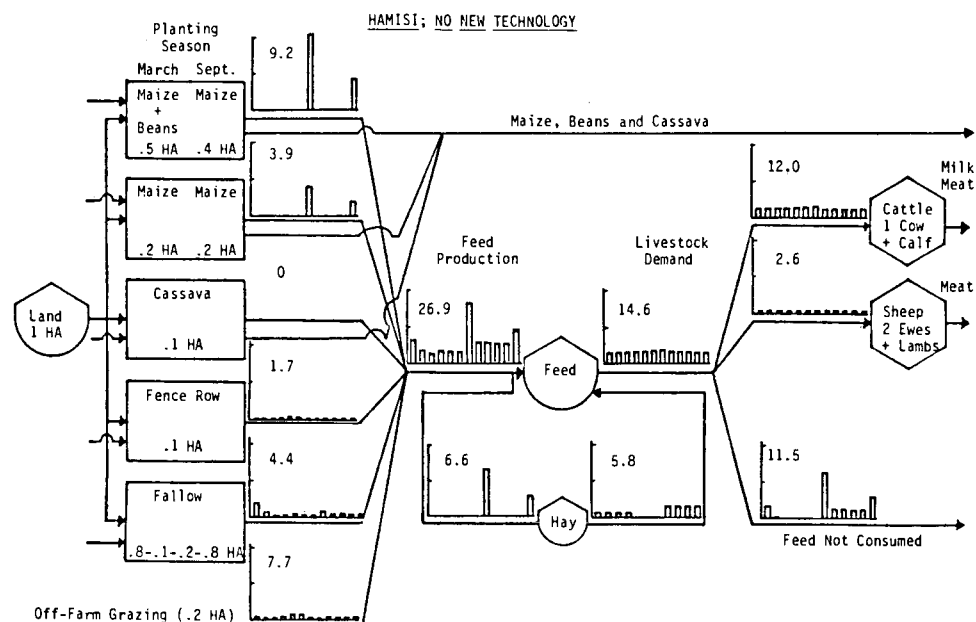 HAMISI; NO NEW TECHNOLOGY
Planting
Season
March Sept.
9.2
Maize Maize
+
Beans
.5 HA .4 HA
Maize, Beans and Cassava
3.9
Maize Maize
.2 HA .2 HA
12.0
Milk
Meat
Cattle
1 Cow
+ Calf
0
Feed
Production
Livestock
Demand
2.6
Cassava
.1 HA
Land
1 HA
26.9
14.6
Meat
Sheep
2 Ewes
+ Lambs
1.7
Feed
Fence Row
.1 HA
4.4
6.6
5.8
11.5
Fallow
.8-.1-.2-.8 HA
Hay
Feed Not Consumed
7.7
Off-Farm Grazing (.2 HA)